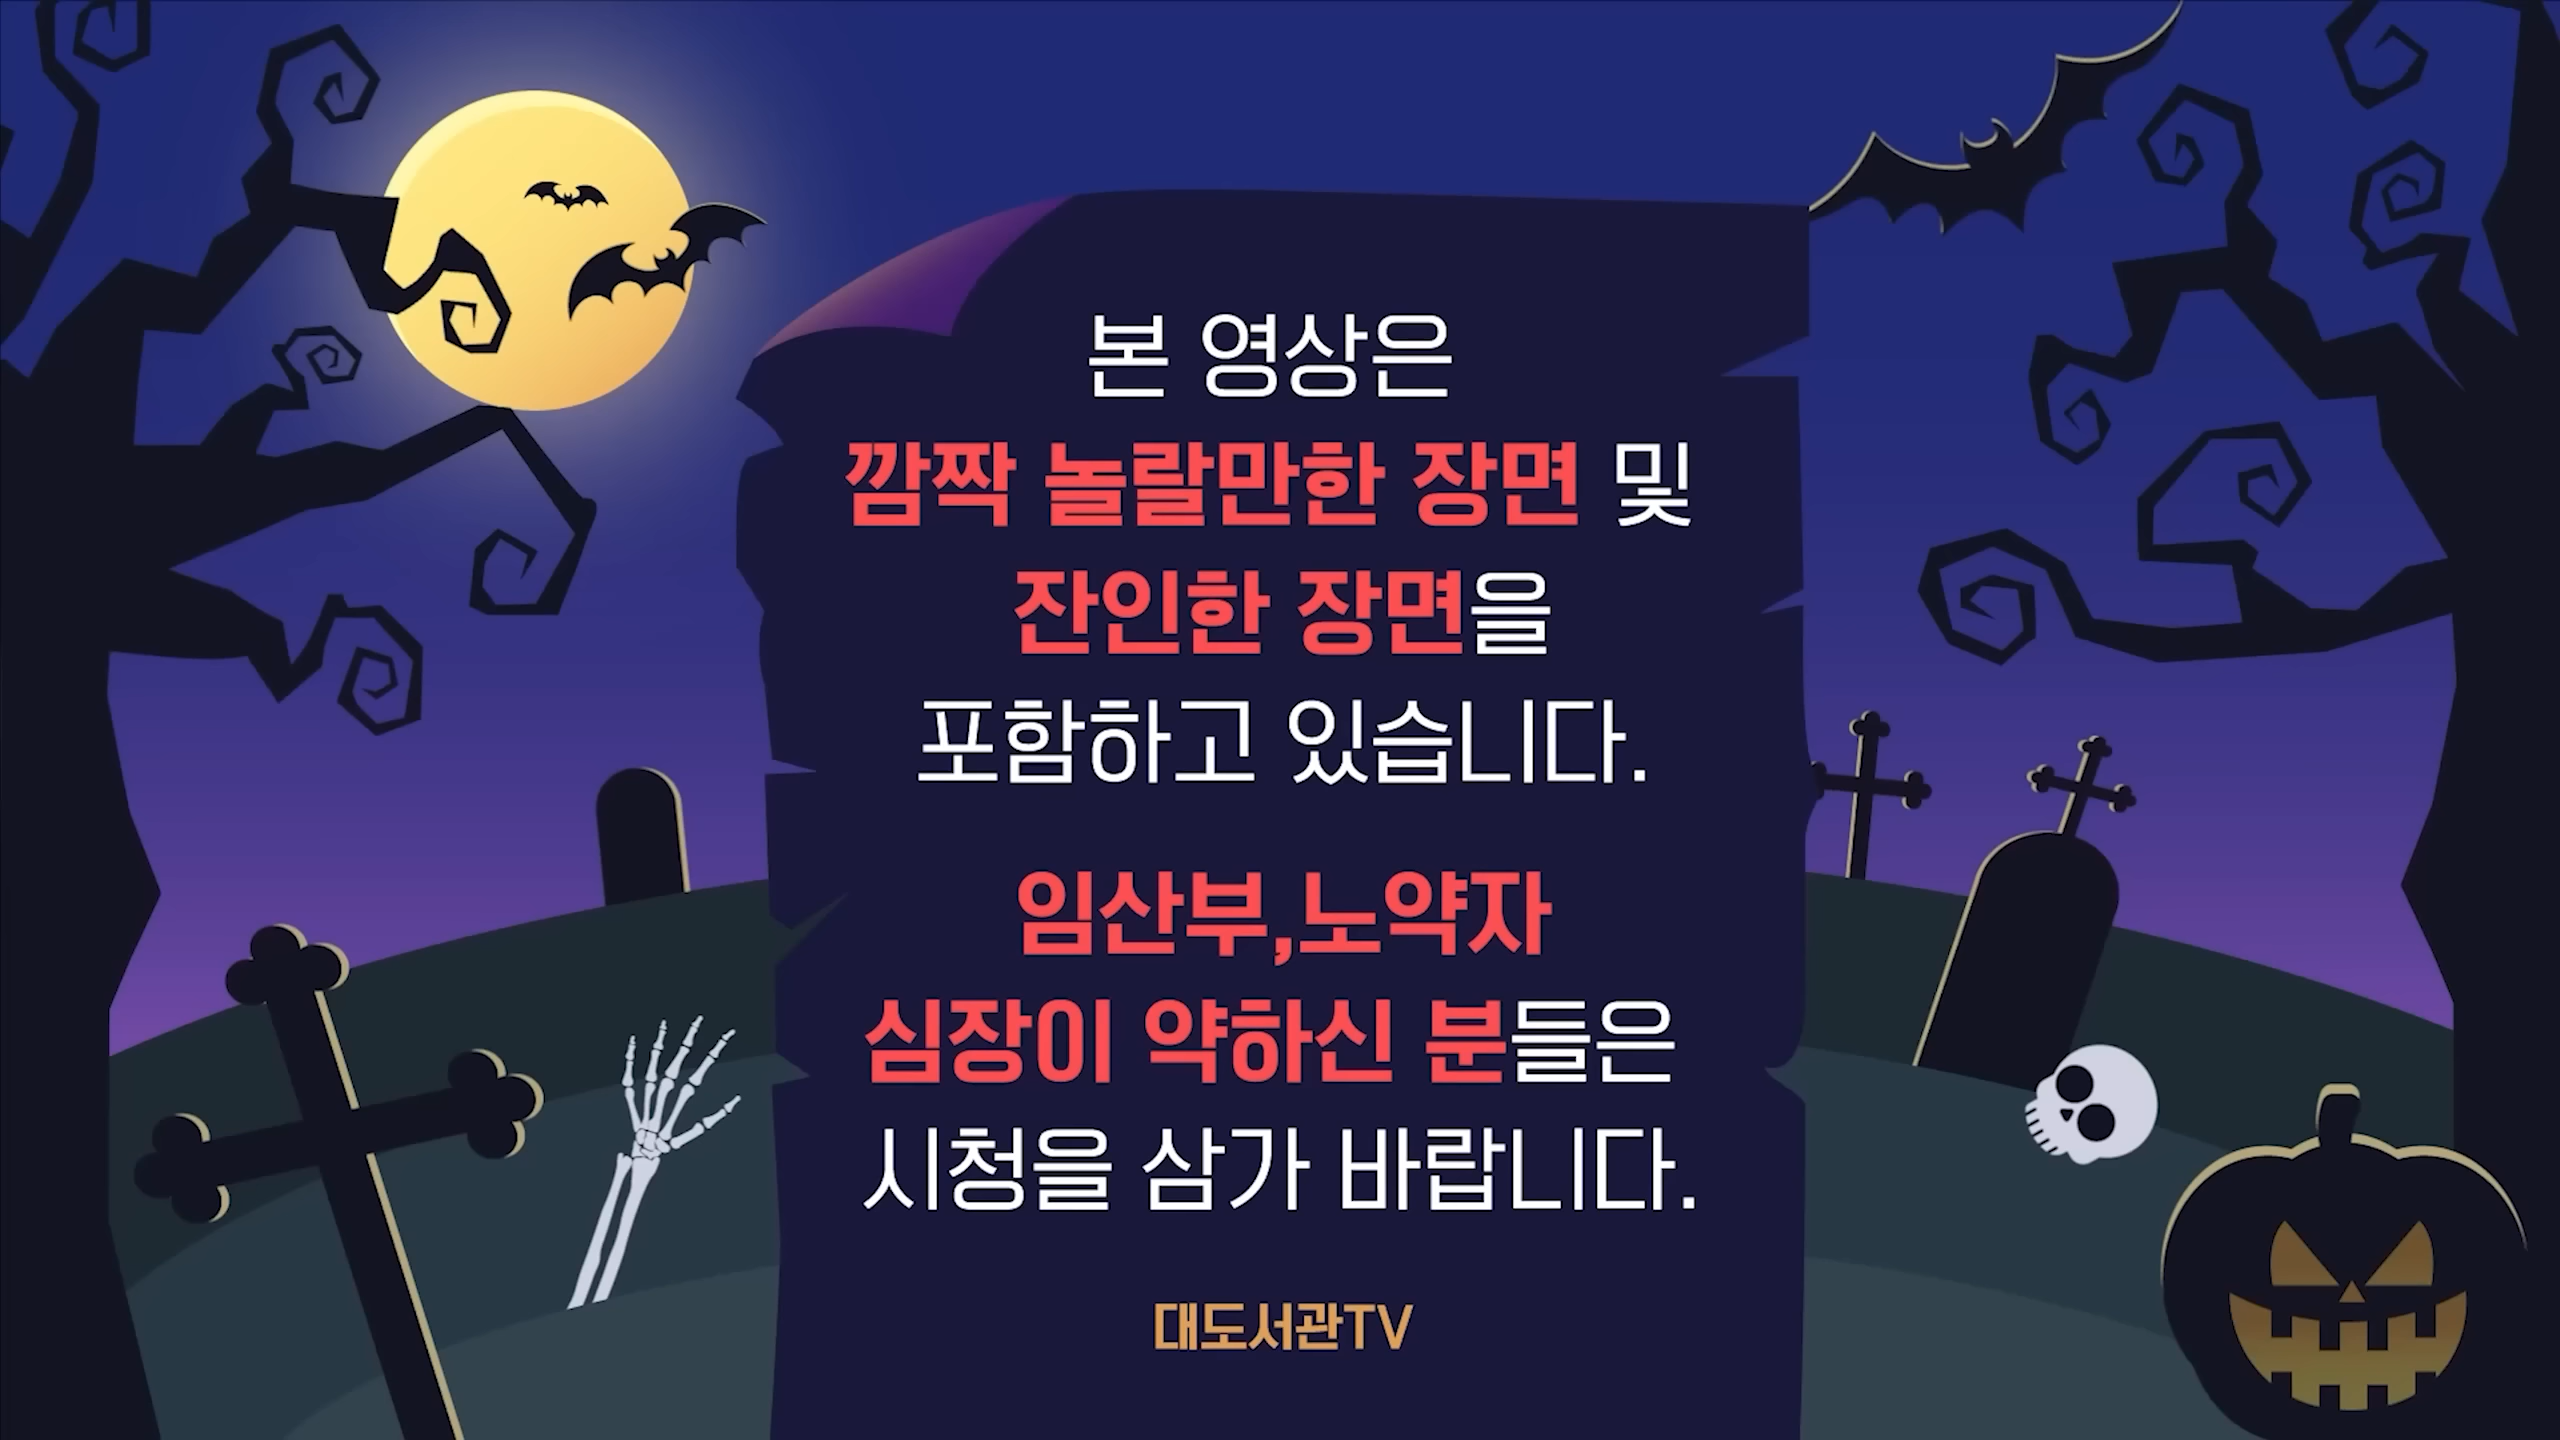 본 영상은
깜짝 놀랄만한 장면 및
잔인한 장면을
포함하고 있습니다.
임산부,노약자
심장이 약하신 분들은
시청을 삼가 바랍니다.
대도서관TV